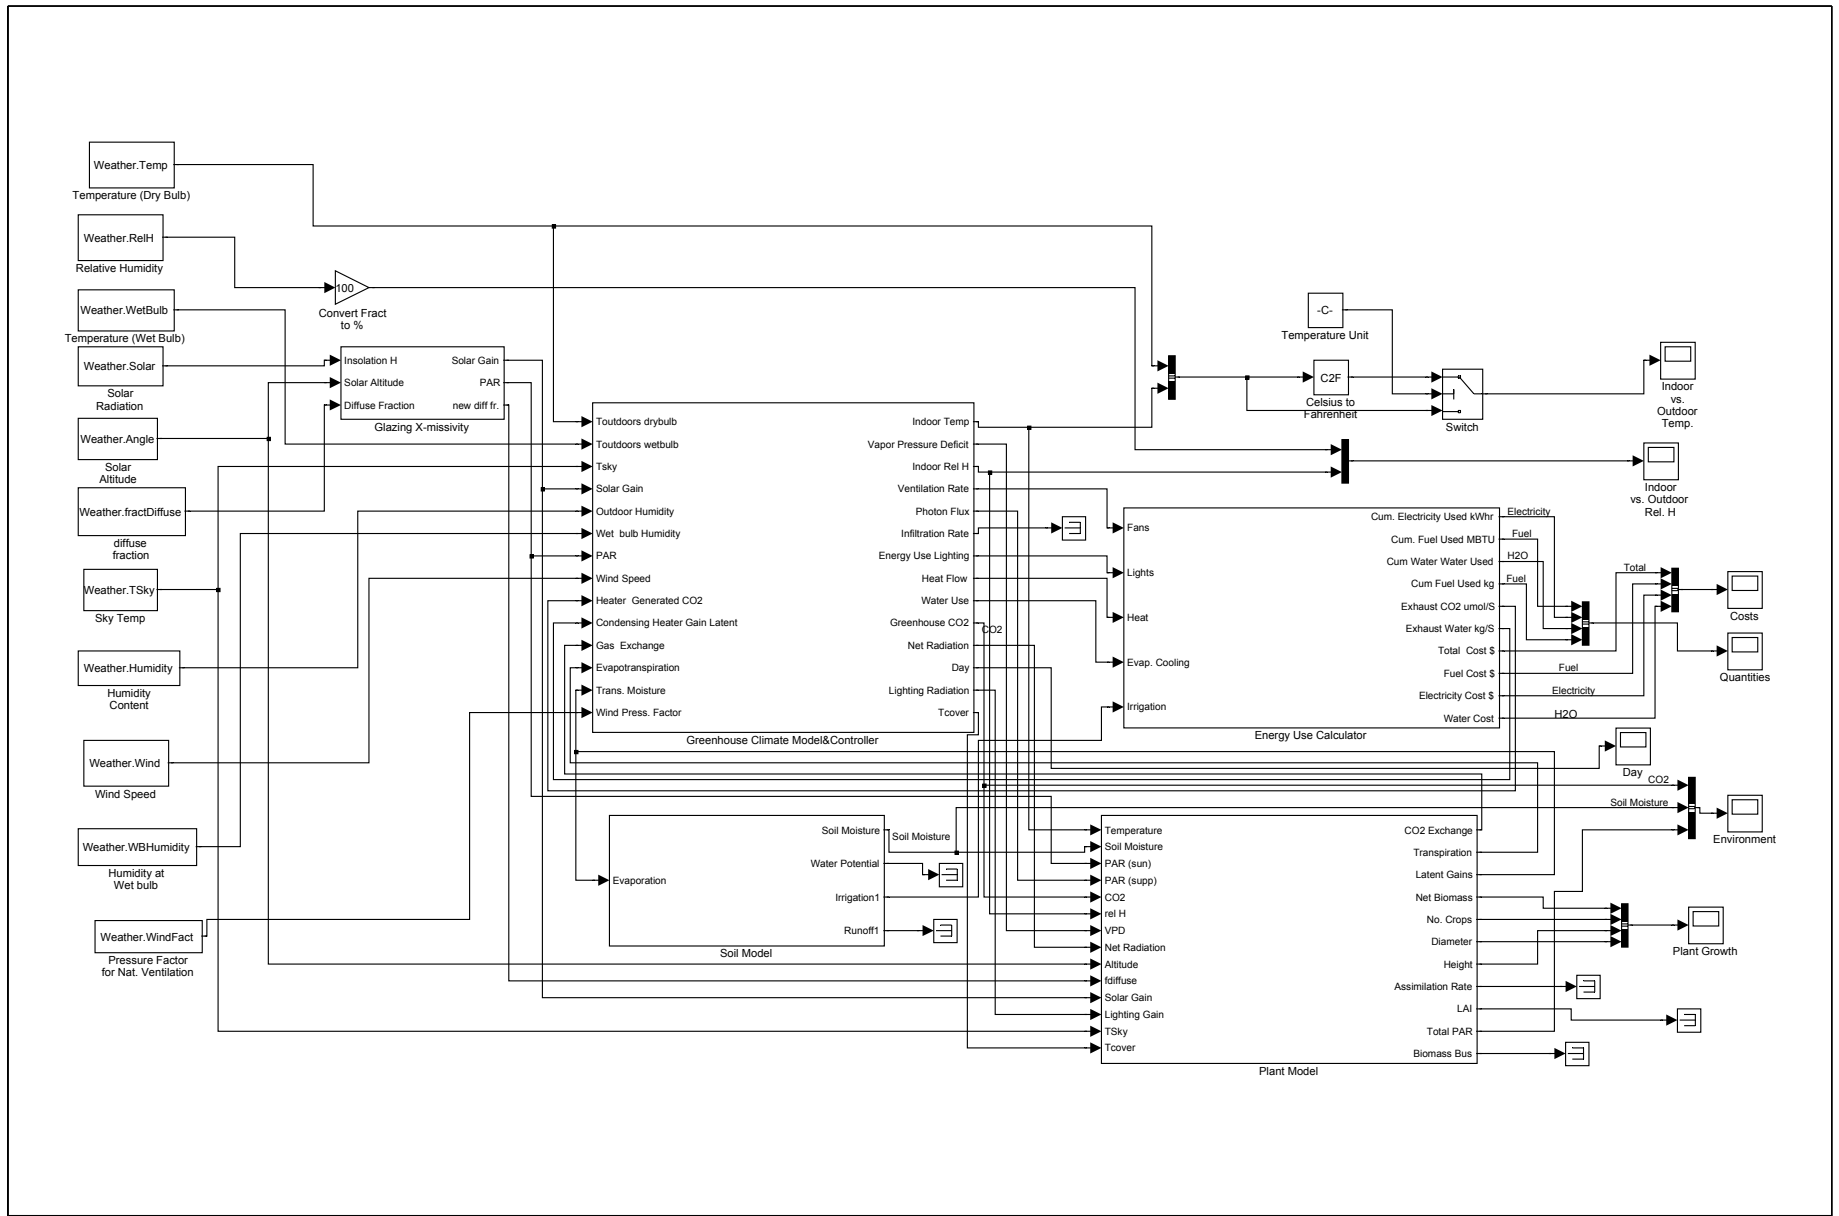 Weather.Temp
Temperature (Dry Bulb)
Weather.RelH
Relative Humidity
Weather.WetBulb
Temperature (Wet Bulb)
Weather.Solar
Solar
Radiation
Weather.Angle
Solar
Altitude
Weather.fractDiffuse
diffuse
fraction
Weather.TSky
Sky Temp
Weather.Humidity
Humidity
Content
Weather.Wind
Wind Speed
Weather.WBHumidity
Humidity at
Wet bulb
Weather.WindFact
Pressure Factor
for Nat. Ventilation
100
Convert Fract
to %
Insolation H
Solar Altitude
Diffuse Fraction
Solar Gain
PAR
new diff fr.
Glazing X-missivity
Toutdoors drybulb
Toutdoors wetbulb
Tsky
Solar Gain
Outdoor Humidity
Wet bulb Humidity
PAR
Wind Speed
Heater Generated CO2
Condensing Heater Gain Latent
Gas Exchange
Evapotranspiration
Trans. Moisture
Wind Press. Factor
Indoor Temp
Vapor Pressure Deficit
Indoor Rel H
Ventilation Rate
Photon Flux
Infiltration Rate
Energy Use Lighting
Heat Flow
Water Use
Greenhouse CO2
Net Radiation
Day
Lighting Radiation
Tcover
Greenhouse Climate Model&Controller
CO2
Evaporation
Soil Moisture
Water Potential
Irrigation1
Runoff1
Soil Model
Soil Moisture
-C-
Temperature Unit
C2F
Celsius to
Fahrenheit
Switch
Indoor
vs.
Outdoor
Temp.
Indoor
vs. Outdoor
Rel. H
Fans
Lights
Heat
Evap. Cooling
Irrigation
Cum. Electricity Used kWhr
Cum. Fuel Used MBTU
Cum Water Water Used
Cum Fuel Used kg
Exhaust CO2 umol/S
Exhaust Water kg/S
Total Cost $
Fuel Cost $
Electricity Cost $
Water Cost
Energy Use Calculator
Electricity
Fuel
H2O
Fuel
Total
Fuel
Electricity
H2O
Costs
Quantities
Day
CO2
Soil Moisture
Environment
Temperature
Soil Moisture
PAR (sun)
PAR (supp)
CO2
rel H
VPD
Net Radiation
Altitude
fdiffuse
Solar Gain
Lighting Gain
TSky
Tcover
CO2 Exchange
Transpiration
Latent Gains
Net Biomass
No. Crops
Diameter
Height
Assimilation Rate
LAI
Total PAR
Biomass Bus
Plant Model
Plant Growth